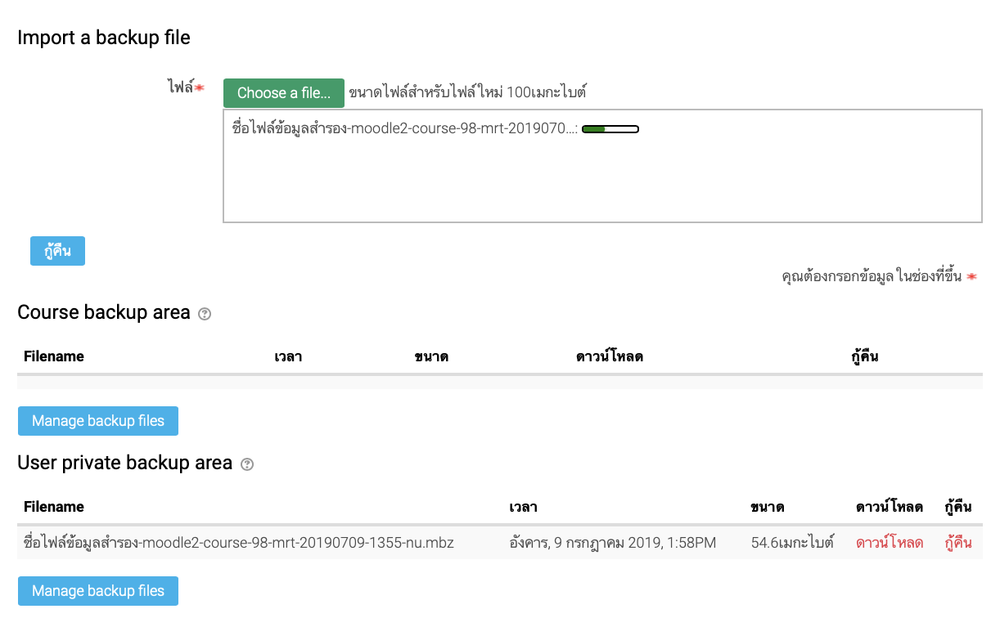 Import a backup file
ไฟล์
Choose a file... ขนาดไฟล์สำหรับไฟล์ใหม่ 100เมกะไบต์
ชื่อไฟล์ข้อมูลสำรอง-moodle2-course-98-mrt-2019070...:
กู้คืน
คุณต้องกรอกข้อมูลในช่องที่ขึ้น
Course backup area
Filename เวลา ขนาด ดาวน์โหลด กู้คืน
Manage backup files
User private backup area
Filename เวลา ขนาด ดาวน์โหลด กู้คืน
ชื่อไฟล์ข้อมูลสำรอง-moodle2-course-98-mrt-20190709-1355-nu.mbz อังคาร, 9 กรกฎาคม 2019, 1:58PM 54.6เมกะไบต์ ดาวน์โหลด กู้คืน
Manage backup files